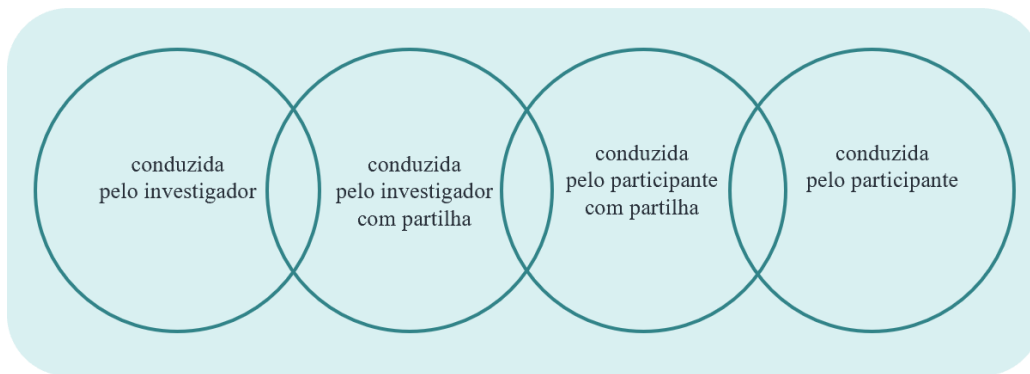 conduzida
pelo investigador
conduzida
pelo investigador
com partilha
conduzida
pelo participante
com partilha
conduzida
pelo participante